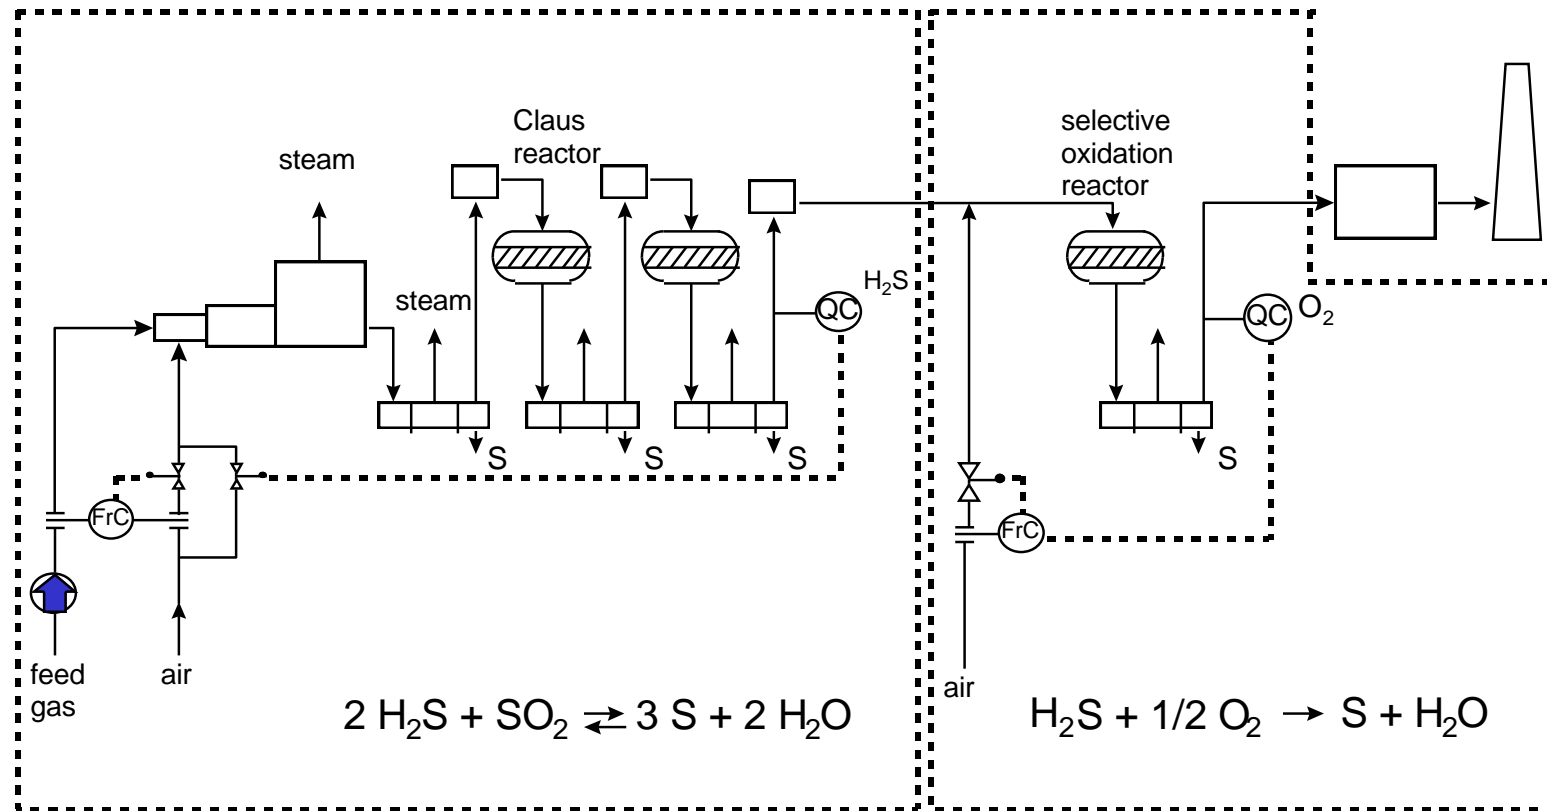 Claus
reactor
selective
oxidation
reactor
steam
steam
H₂S
QC
QC
O₂
S
S
S
S
FrC
FrC
feed
gas
air
air
2 H₂S + SO₂ ⇄ 3 S + 2 H₂O
H₂S + 1/2 O₂ → S + H₂O